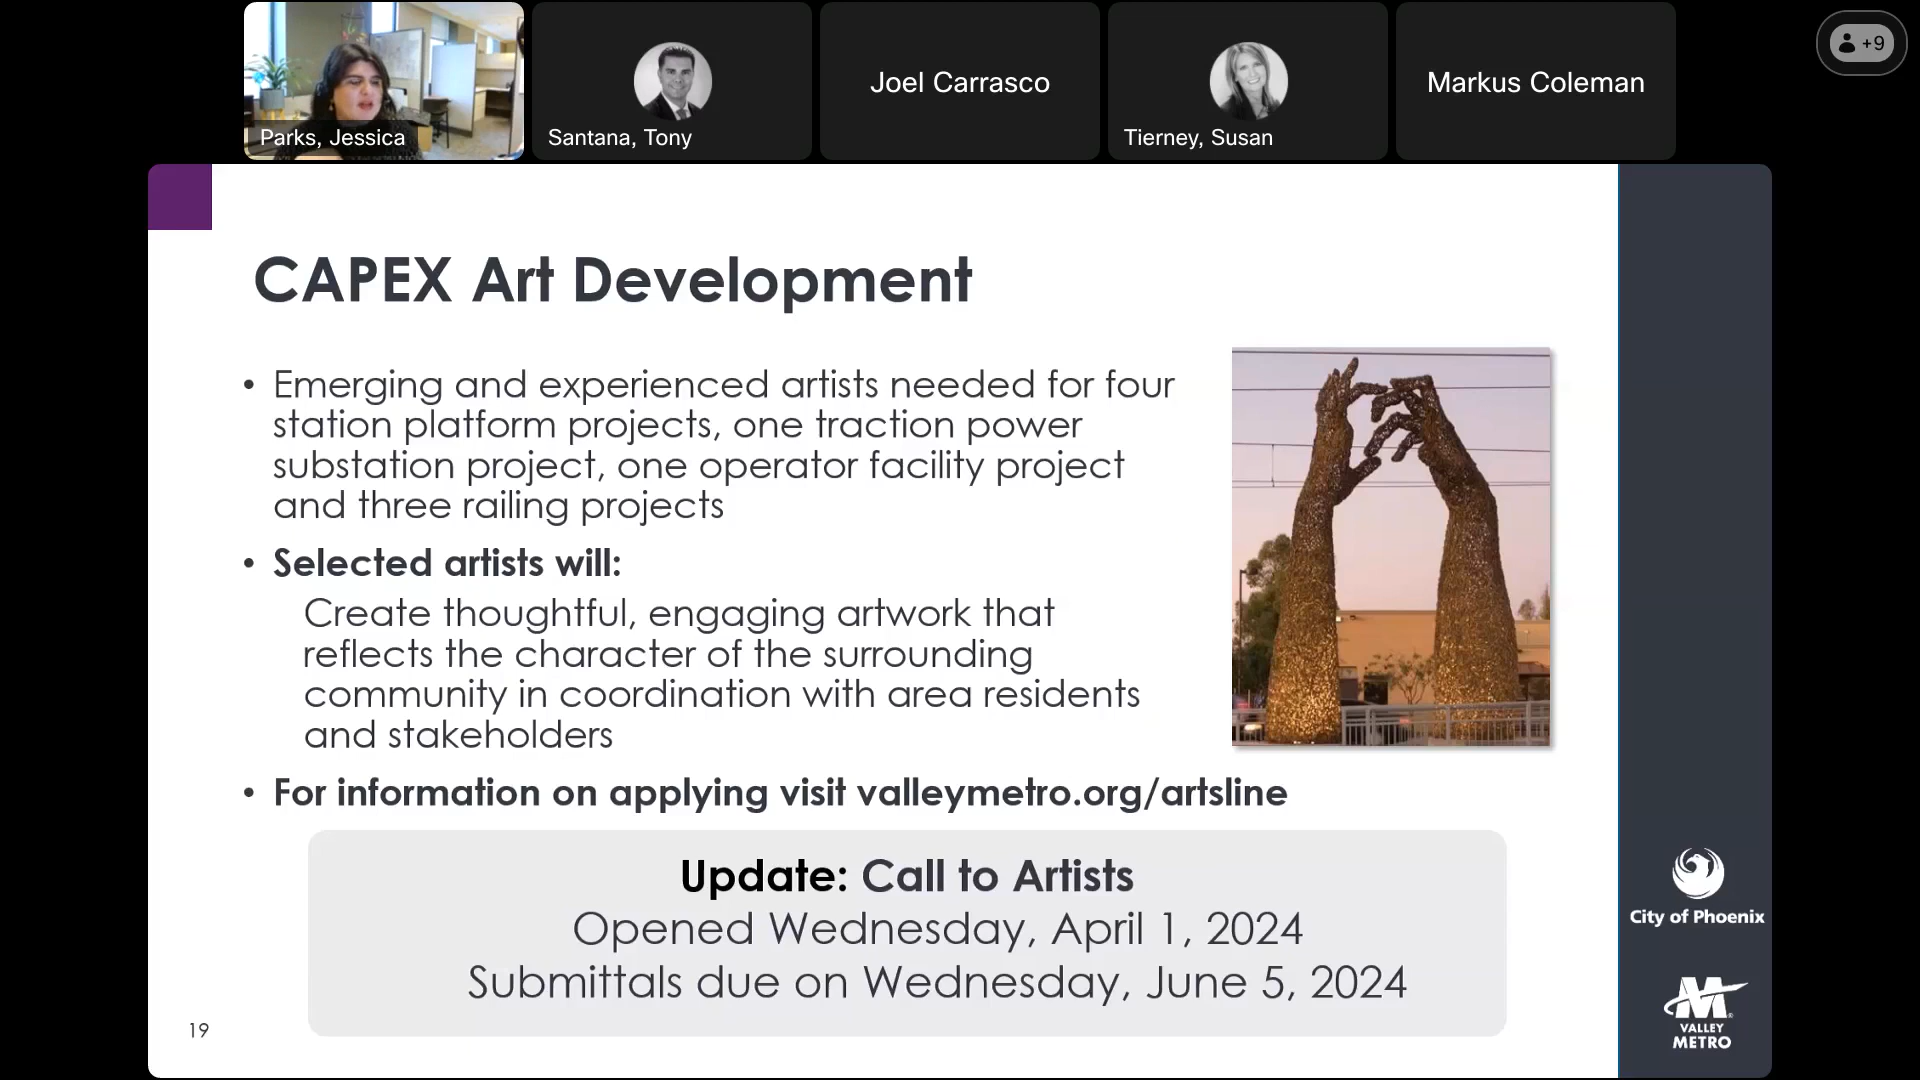 Parks, Jessica
Santana, Tony
Joel Carrasco
Tierney, Susan
Markus Coleman
+9
CAPEX Art Development
• Emerging and experienced artists needed for four
station platform projects, one traction power
substation project, one operator facility project
and three railing projects
• Selected artists will:
Create thoughtful, engaging artwork that
reflects the character of the surrounding
community in coordination with area residents
and stakeholders
• For information on applying visit valleymetro.org/artsline
Update: Call to Artists
Opened Wednesday, April 1, 2024
Submittals due on Wednesday, June 5, 2024
19
City of Phoenix
M
VALLEY
METRO